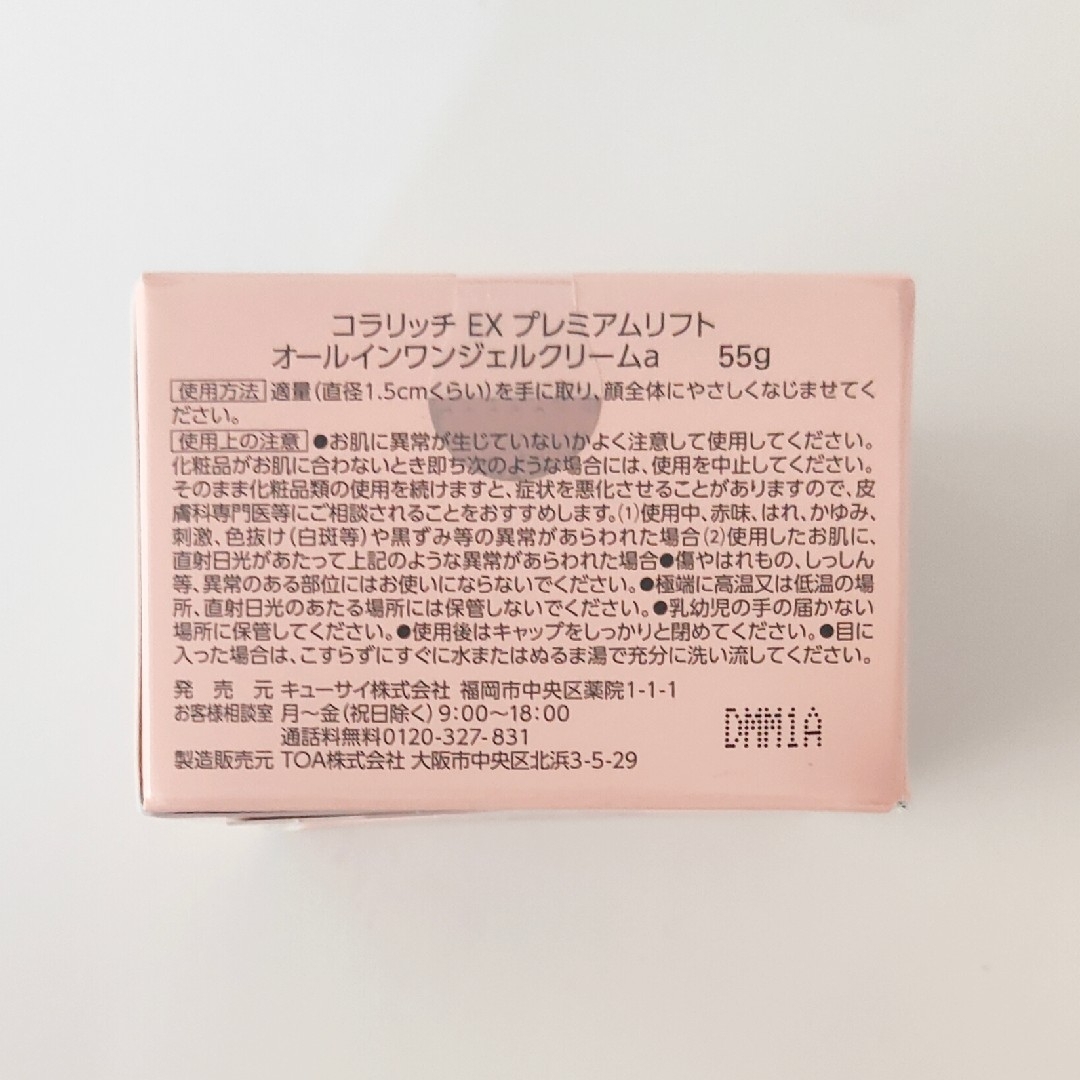 コラリッチ EX プレミアムリフト
オールインワンジェルクリームa 55g
使用方法 適量(直径1.5cmくらい)を手に取り、顔全体にやさしくなじませてく
ださい。
使用上の注意 ●お肌に異常が生じていないかよく注意して使用してください。
化粧品がお肌に合わないとき即ち次のような場合には、使用を中止してください。
そのまま化粧品類の使用を続けますと、症状を悪化させることがありますので、皮
膚科専門医等にご相談されることをおすすめします。(1)使用中、赤味、はれ、かゆみ、
刺激、色抜け(白斑等)や黒ずみ等の異常があらわれた場合(2)使用したお肌に、
直射日光があたって上記のような異常があらわれた場合●傷やはれもの、しっしん
等、異常のある部位にはお使いにならないでください。●極端に高温又は低温の場
所、直射日光のあたる場所には保管しないでください。●乳幼児の手の届かない
場所に保管してください。●使用後はキャップをしっかりと閉めてください。●目に
入った場合は、こすらずにすぐに水またはぬるま湯で充分に洗い流してください。
発売元 キューサイ株式会社 福岡市中央区薬院1-1-1
お客様相談室 月～金(祝日除く)9:00～18:00
通話料無料0120-327-831
製造販売元 TOA株式会社 大阪市中央区北浜3-5-29
DMM1A